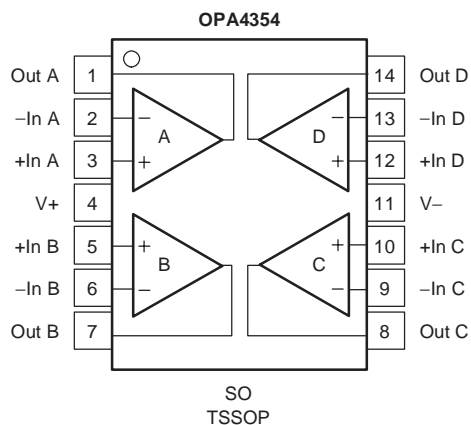 OPA4354
Out A 1 14 Out D
−In A 2 − − 13 −In D
A D
+In A 3 + + 12 +In D
V+ 4 11 V−
+In B 5 + + 10 +In C
B C
−In B 6 − − 9 −In C
Out B 7 8 Out C
SO
TSSOP